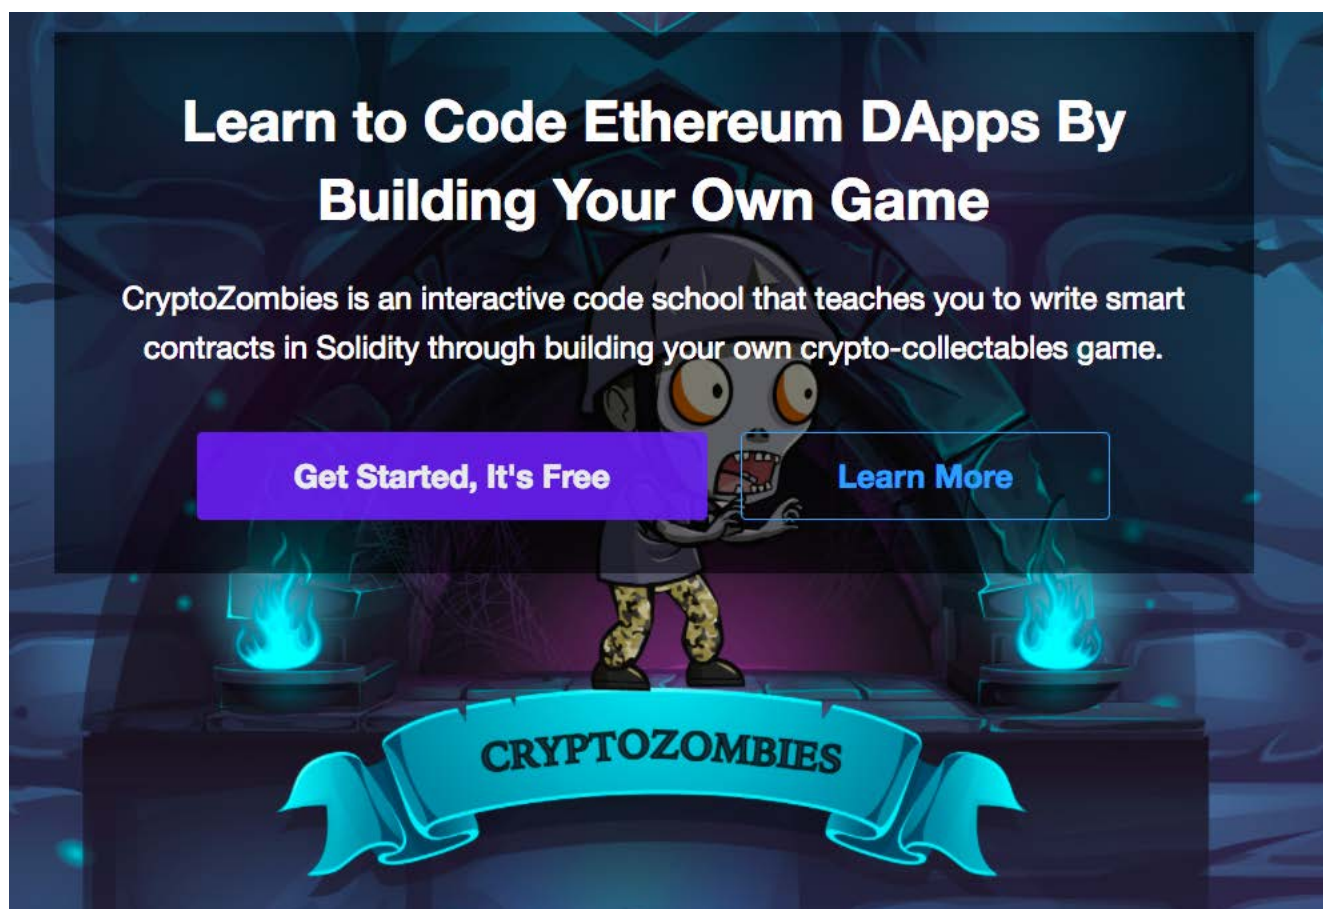 Learn to Code Ethereum DApps By
Building Your Own Game
CryptoZombies is an interactive code school that teaches you to write smart
contracts in Solidity through building your own crypto-collectables game.
Get Started, It's Free
Learn More
CRYPTOZOMBIES